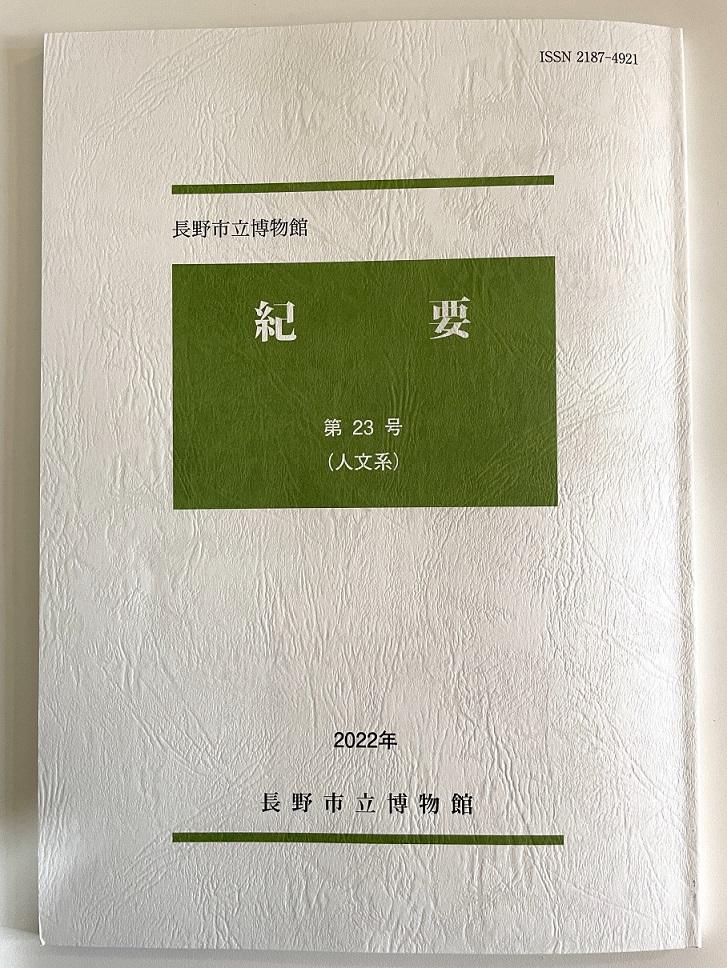 ISSN 2187-4921
長野市立博物館
紀 要
第 23 号
(人文系)
2022年
長野市立博物館